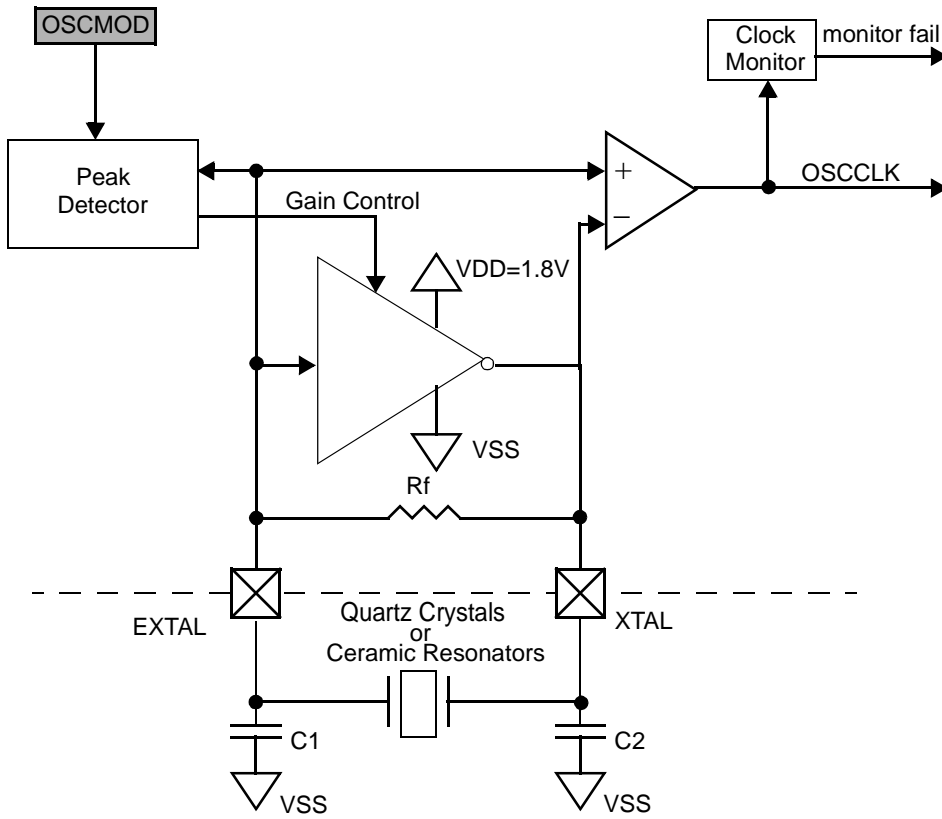 OSCMOD
Clock
Monitor
monitor fail
Peak
Detector
+
OSCCLK
Gain Control
−
VDD=1.8V
VSS
Rf
EXTAL
Quartz Crystals
or
Ceramic Resonators
XTAL
C1
C2
VSS
VSS